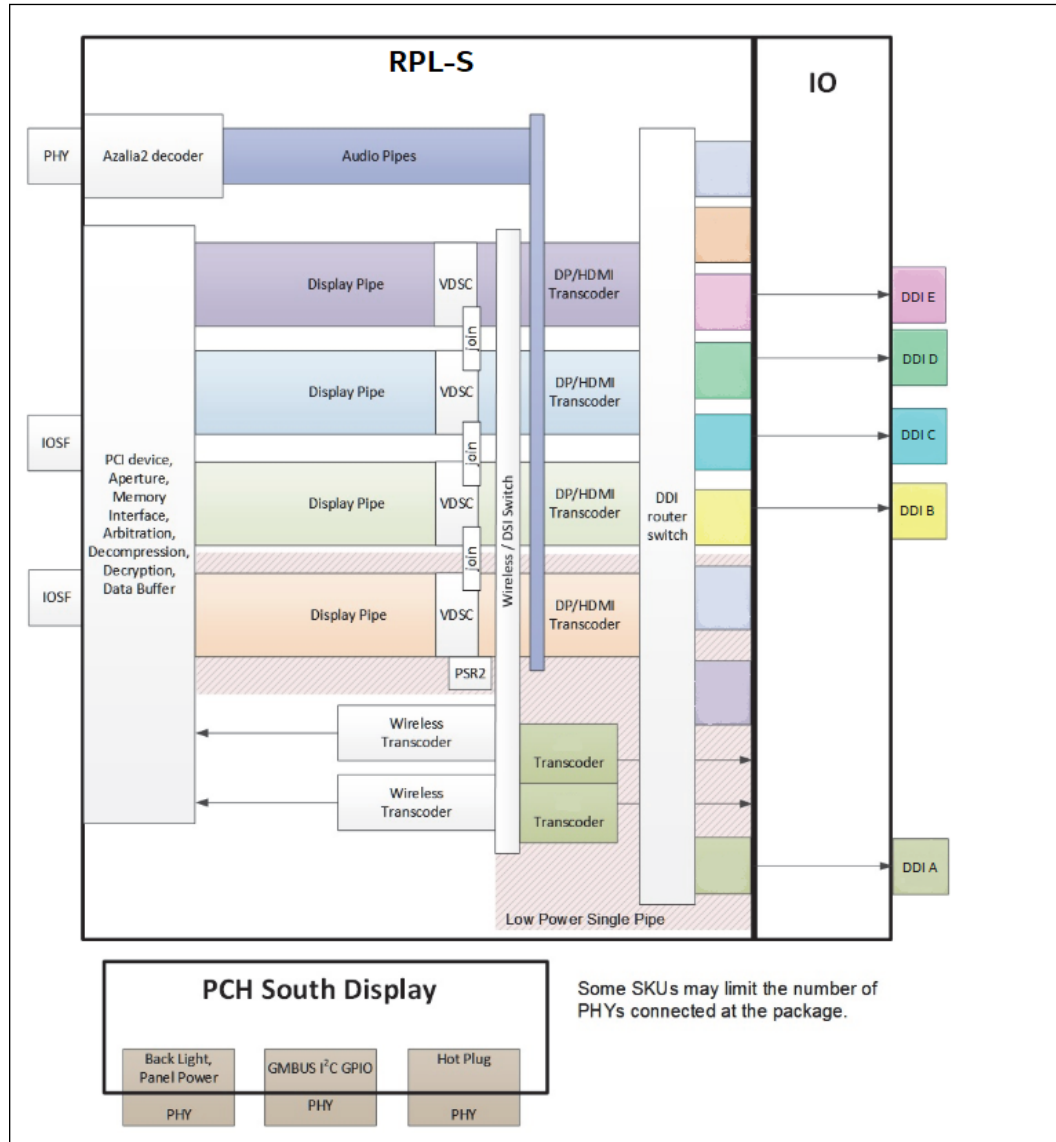 RPL-S
IO
PHY
Azalia2 decoder
Audio Pipes
Display Pipe
VDSC
DP/HDMI
Transcoder
DDI E
join
Display Pipe
VDSC
DP/HDMI
Transcoder
DDI D
join
IOSF
DDI C
PCI device,
Aperture,
Memory
Interface,
Arbitration,
Decompression,
Decryption,
Data Buffer
Display Pipe
VDSC
Wireless / DSI Switch
DP/HDMI
Transcoder
DDI
router
switch
DDI B
join
IOSF
Display Pipe
VDSC
DP/HDMI
Transcoder
PSR2
Wireless
Transcoder
Transcoder
Wireless
Transcoder
Transcoder
DDI A
Low Power Single Pipe
PCH South Display
Some SKUs may limit the number of
PHYs connected at the package.
Back Light,
Panel Power
PHY
GMBUS I²C GPIO
PHY
Hot Plug
PHY